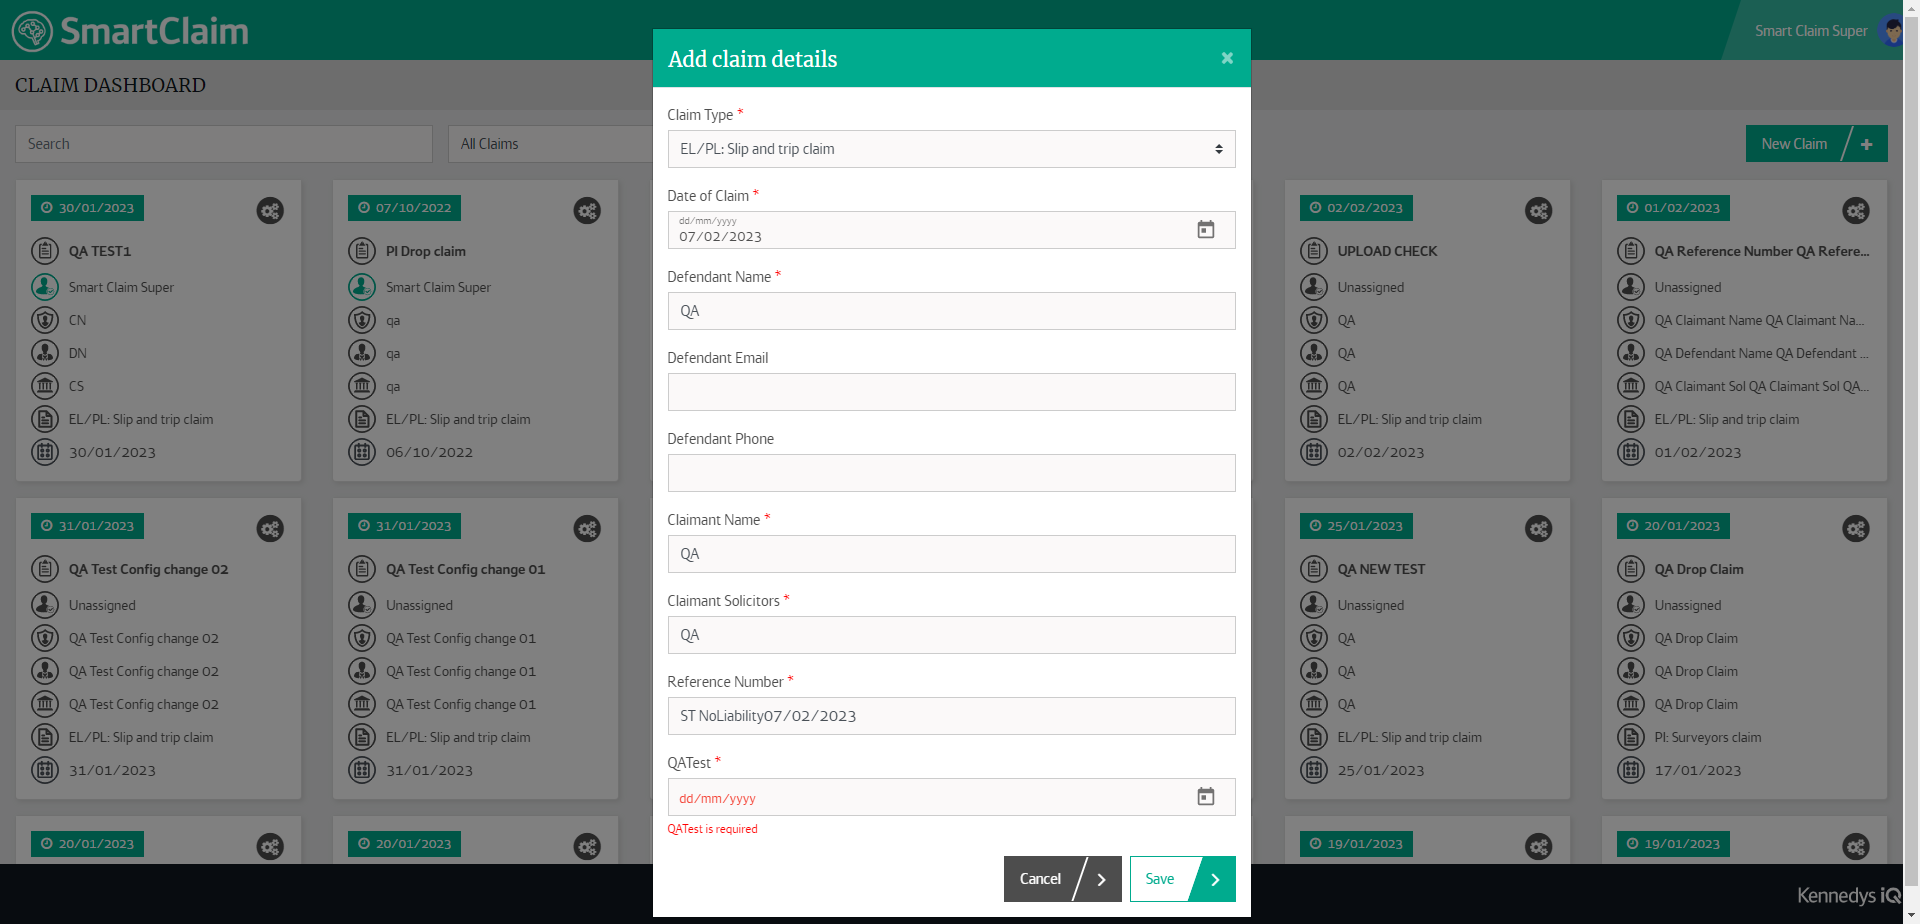 SmartClaim
Smart Claim Super
CLAIM DASHBOARD
Search
All Claims
New Claim
Add claim details
Claim Type *
EL/PL: Slip and trip claim
Date of Claim *
dd/mm/yyyy
07/02/2023
Defendant Name *
QA
Defendant Email
Defendant Phone
Claimant Name *
QA
Claimant Solicitors *
QA
Reference Number *
ST NoLiability07/02/2023
QATest *
dd/mm/yyyy
QATest is required
Cancel
Save
30/01/2023
QA TEST1
Smart Claim Super
CN
DN
CS
EL/PL: Slip and trip claim
30/01/2023
07/10/2022
PI Drop claim
Smart Claim Super
qa
qa
qa
EL/PL: Slip and trip claim
06/10/2022
02/02/2023
UPLOAD CHECK
Unassigned
QA
QA
QA
EL/PL: Slip and trip claim
02/02/2023
01/02/2023
QA Reference Number QA Refere...
Unassigned
QA Claimant Name QA Claimant Na...
QA Defendant Name QA Defendant ...
QA Claimant Sol QA Claimant Sol QA...
EL/PL: Slip and trip claim
01/02/2023
31/01/2023
QA Test Config change 02
Unassigned
QA Test Config change 02
QA Test Config change 02
QA Test Config change 02
EL/PL: Slip and trip claim
31/01/2023
31/01/2023
QA Test Config change 01
Unassigned
QA Test Config change 01
QA Test Config change 01
QA Test Config change 01
EL/PL: Slip and trip claim
31/01/2023
25/01/2023
QA NEW TEST
Unassigned
QA
QA
QA
EL/PL: Slip and trip claim
25/01/2023
20/01/2023
QA Drop Claim
Unassigned
QA Drop Claim
QA Drop Claim
QA Drop Claim
PI: Surveyors claim
17/01/2023
20/01/2023
20/01/2023
19/01/2023
19/01/2023
Kennedys iQ